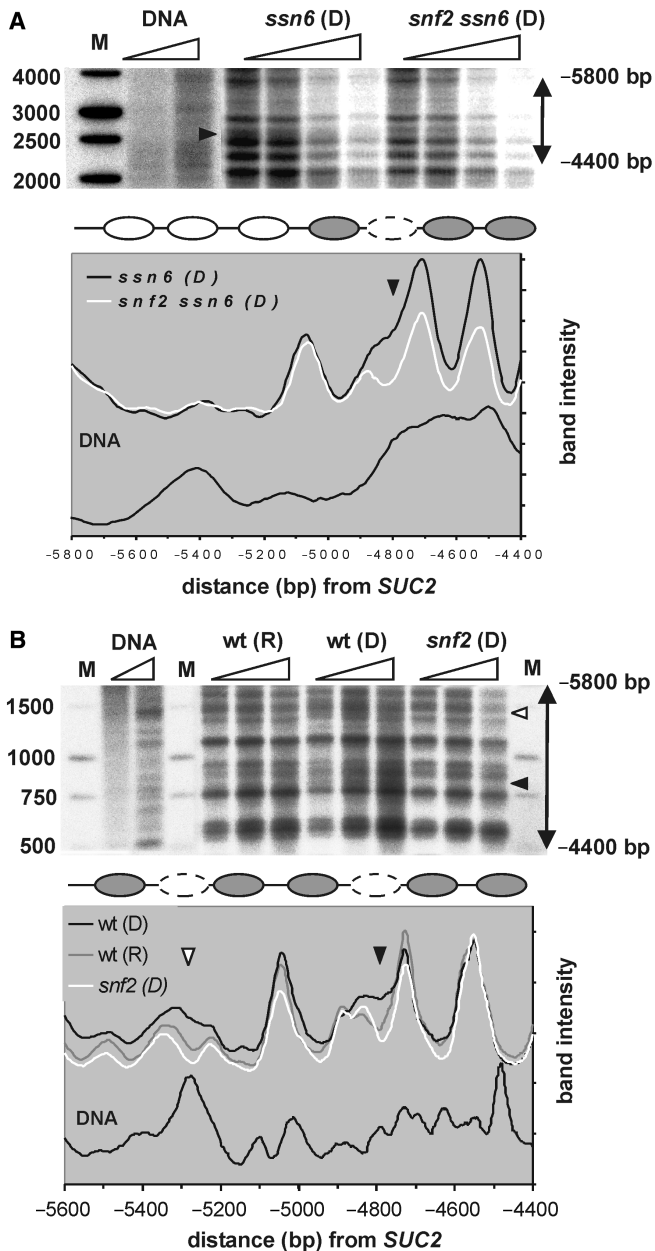 A
DNA ssn6 (D) snf2 ssn6 (D)
M
4000
3000
2500
2000
–5800 bp
–4400 bp
ssn6 (D)
snf2 ssn6 (D)
DNA
band intensity
–5800 –5600 –5400 –5200 –5000 –4800 –4600 –4400
distance (bp) from SUC2
B
DNA wt (R) wt (D) snf2 (D)
M M M
1500
1000
750
500
–5800 bp
–4400 bp
wt (D)
wt (R)
snf2 (D)
DNA
band intensity
–5600 –5400 –5200 –5000 –4800 –4600 –4400
distance (bp) from SUC2